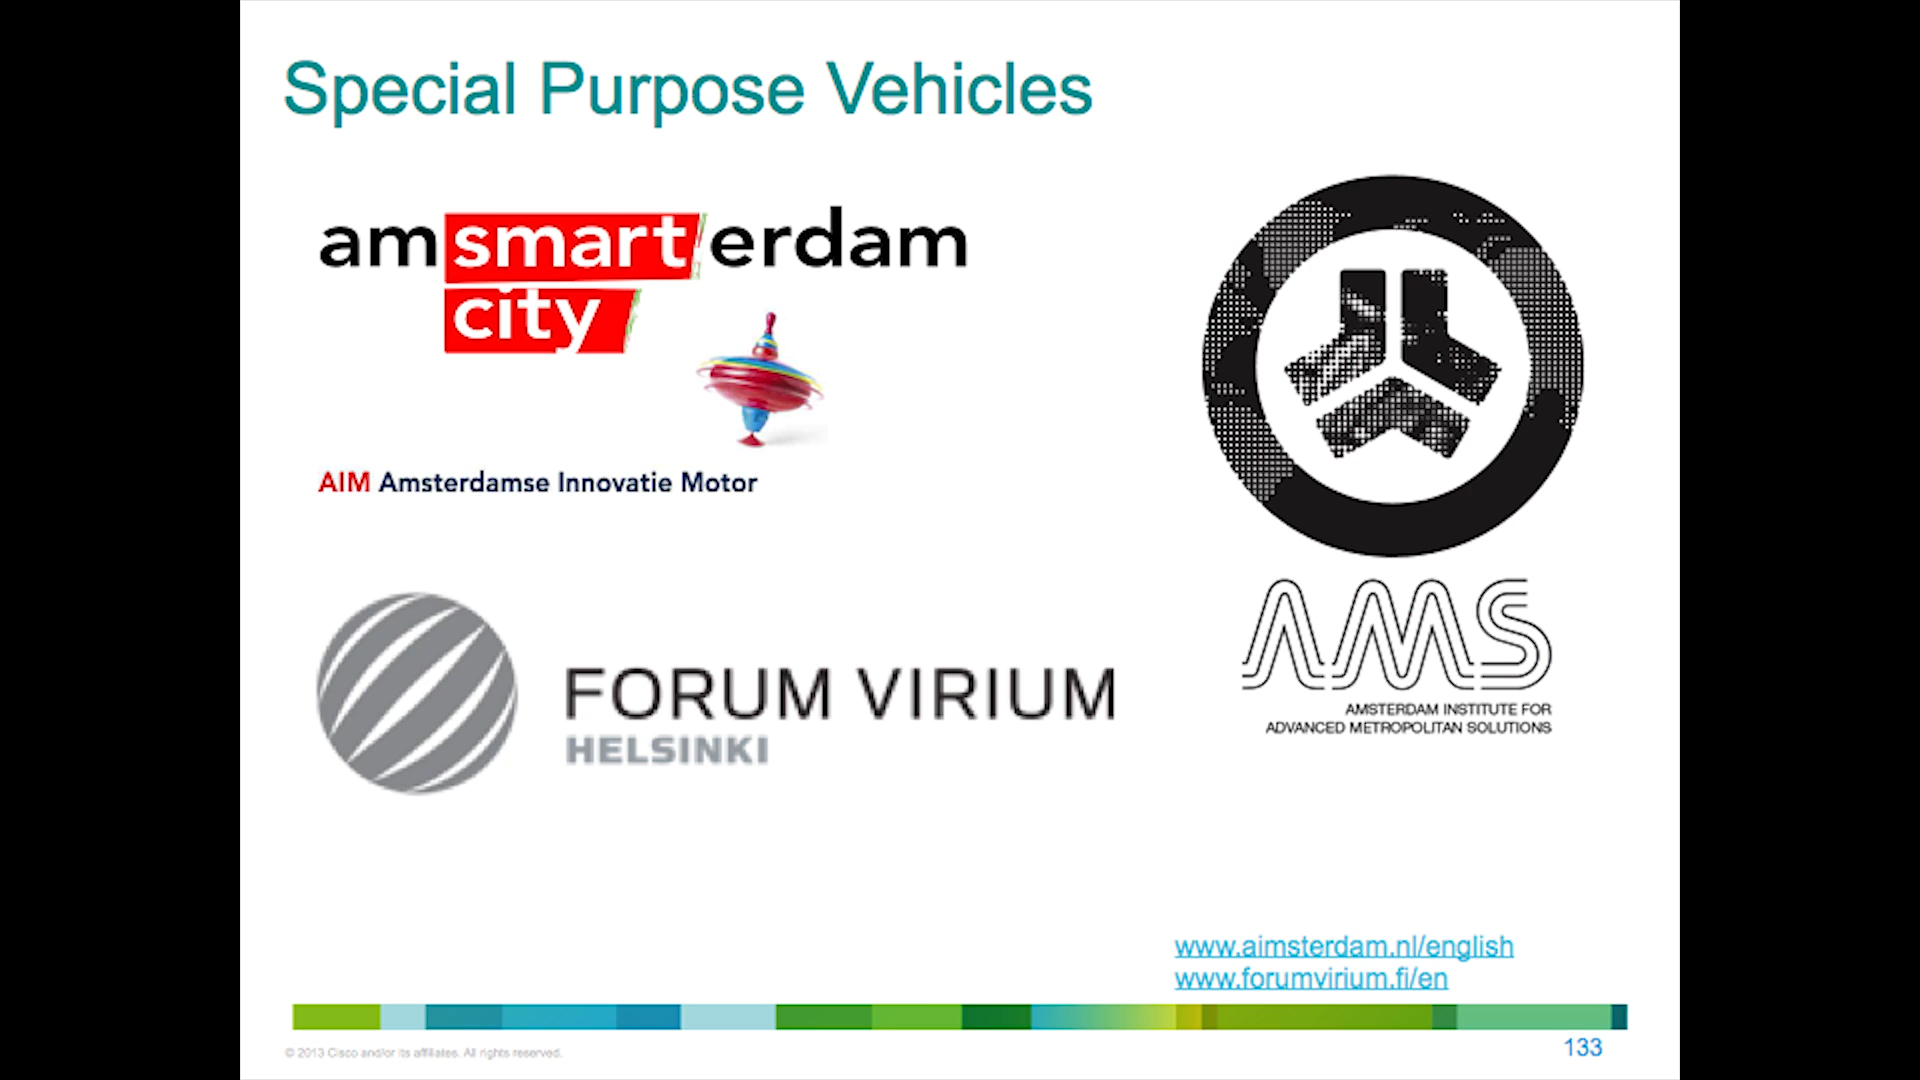 Special Purpose Vehicles
amsmarterdam
city
AIM Amsterdamse Innovatie Motor
FORUM VIRIUM
HELSINKI
AMS
AMSTERDAM INSTITUTE FOR
ADVANCED METROPOLITAN SOLUTIONS
www.aimsterdam.nl/english
www.forumvirium.fi/en
© 2013 Cisco and/or its affiliates. All rights reserved.
133